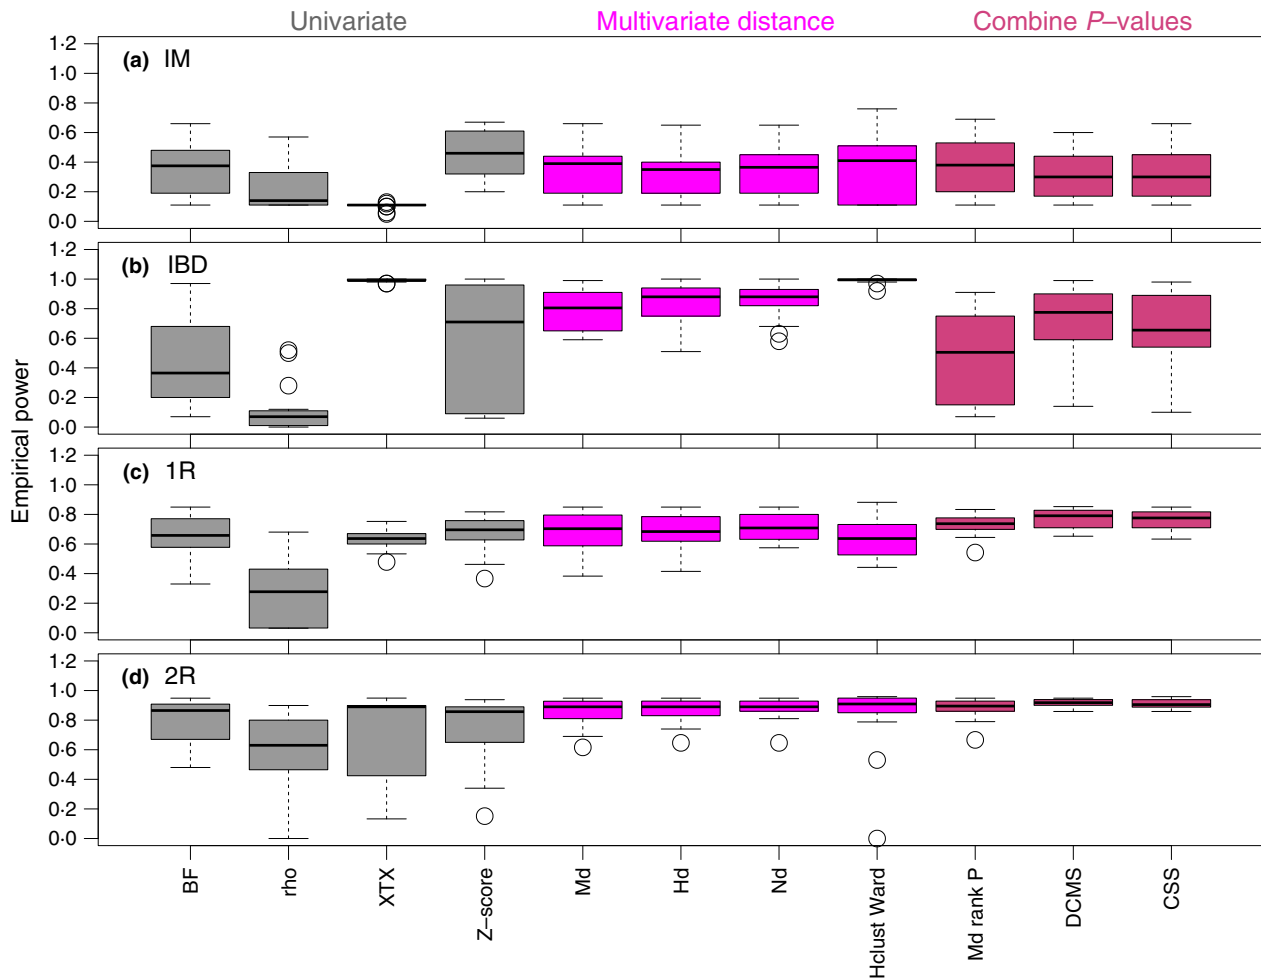 Univariate Multivariate distance Combine P–values
Empirical power
(a) IM
1·2
1·0
0·8
0·6
0·4
0·2
0·0
(b) IBD
1·2
1·0
0·8
0·6
0·4
0·2
0·0
(c) 1R
1·2
1·0
0·8
0·6
0·4
0·2
0·0
(d) 2R
1·2
1·0
0·8
0·6
0·4
0·2
0·0
BF
rho
XTX
Z–score
Md
Hd
Nd
Hclust Ward
Md rank P
DCMS
CSS